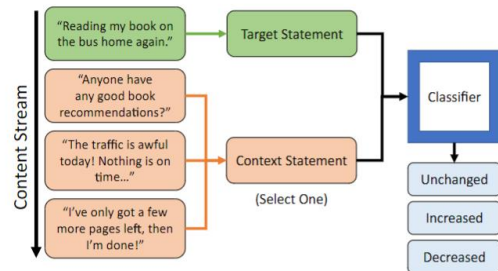 Content Stream
“Reading my book on
the bus home again.”
Target Statement
“Anyone have
any good book
recommendations?”
“The traffic is awful
today! Nothing is on
time...”
“I’ve only got a few
more pages left, then
I’m done!”
Context Statement
(Select One)
Classifier
Unchanged
Increased
Decreased